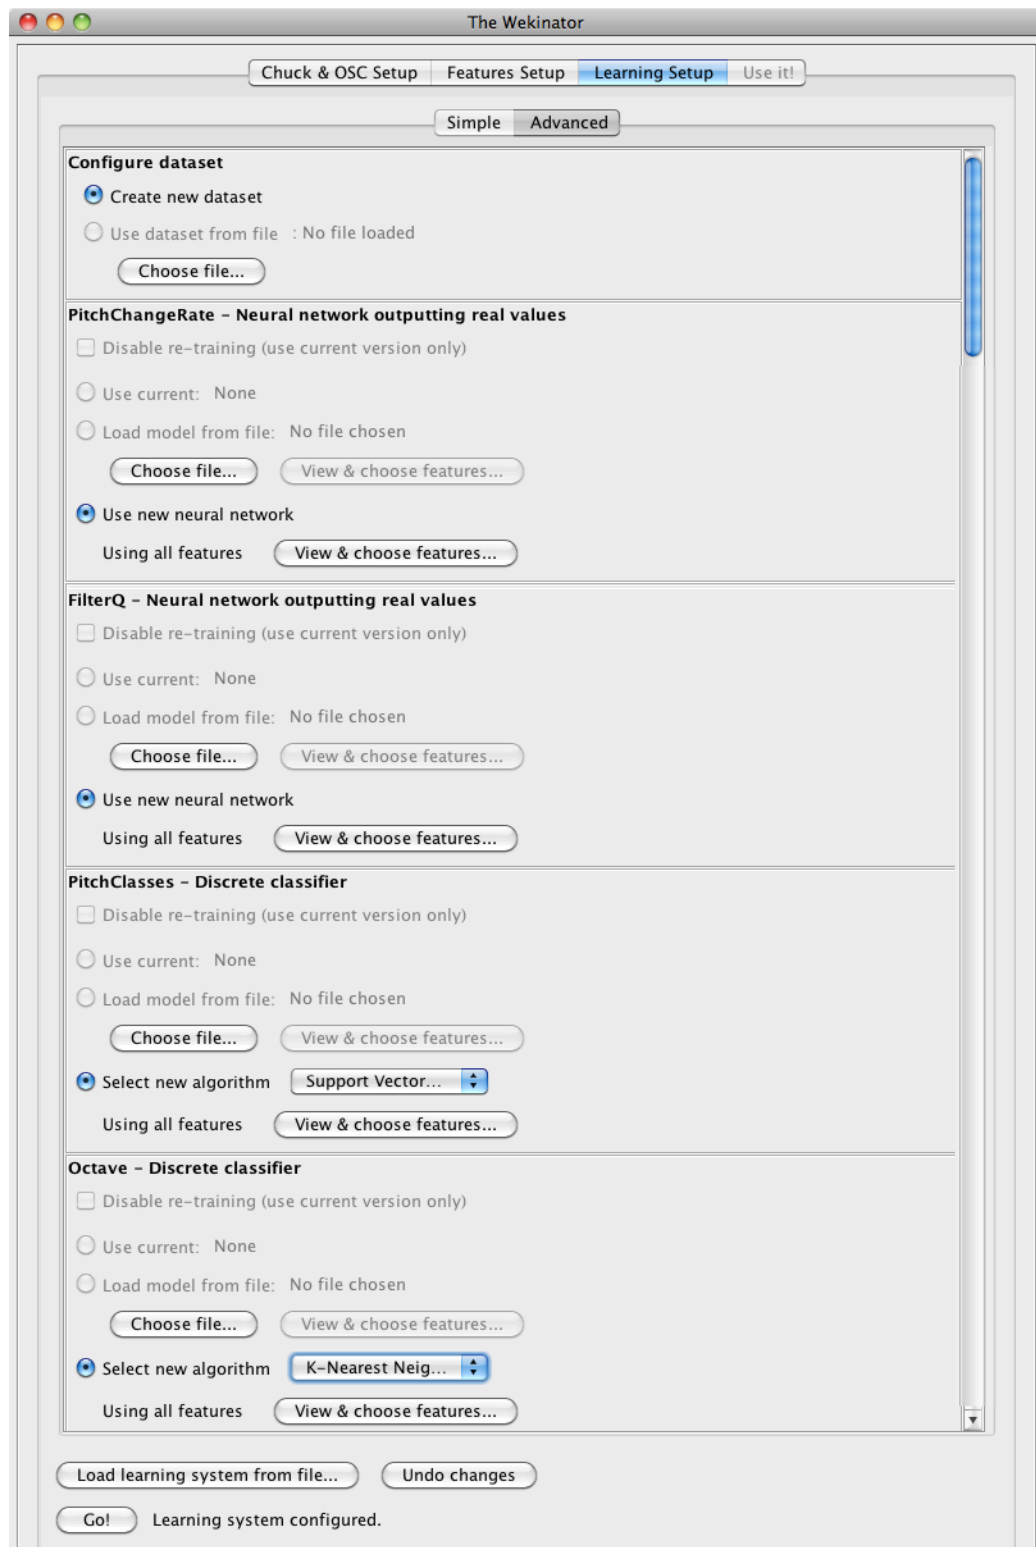 The Wekinator
Chuck & OSC Setup Features Setup Learning Setup Use it!
Simple Advanced
Configure dataset
Create new dataset
Use dataset from file : No file loaded
Choose file...
PitchChangeRate – Neural network outputting real values
Disable re-training (use current version only)
Use current: None
Load model from file: No file chosen
Choose file... View & choose features...
Use new neural network
Using all features View & choose features...
FilterQ – Neural network outputting real values
Disable re-training (use current version only)
Use current: None
Load model from file: No file chosen
Choose file... View & choose features...
Use new neural network
Using all features View & choose features...
PitchClasses – Discrete classifier
Disable re-training (use current version only)
Use current: None
Load model from file: No file chosen
Choose file... View & choose features...
Select new algorithm Support Vector...
Using all features View & choose features...
Octave – Discrete classifier
Disable re-training (use current version only)
Use current: None
Load model from file: No file chosen
Choose file... View & choose features...
Select new algorithm K-Nearest Neig...
Using all features View & choose features...
Load learning system from file... Undo changes
Go! Learning system configured.